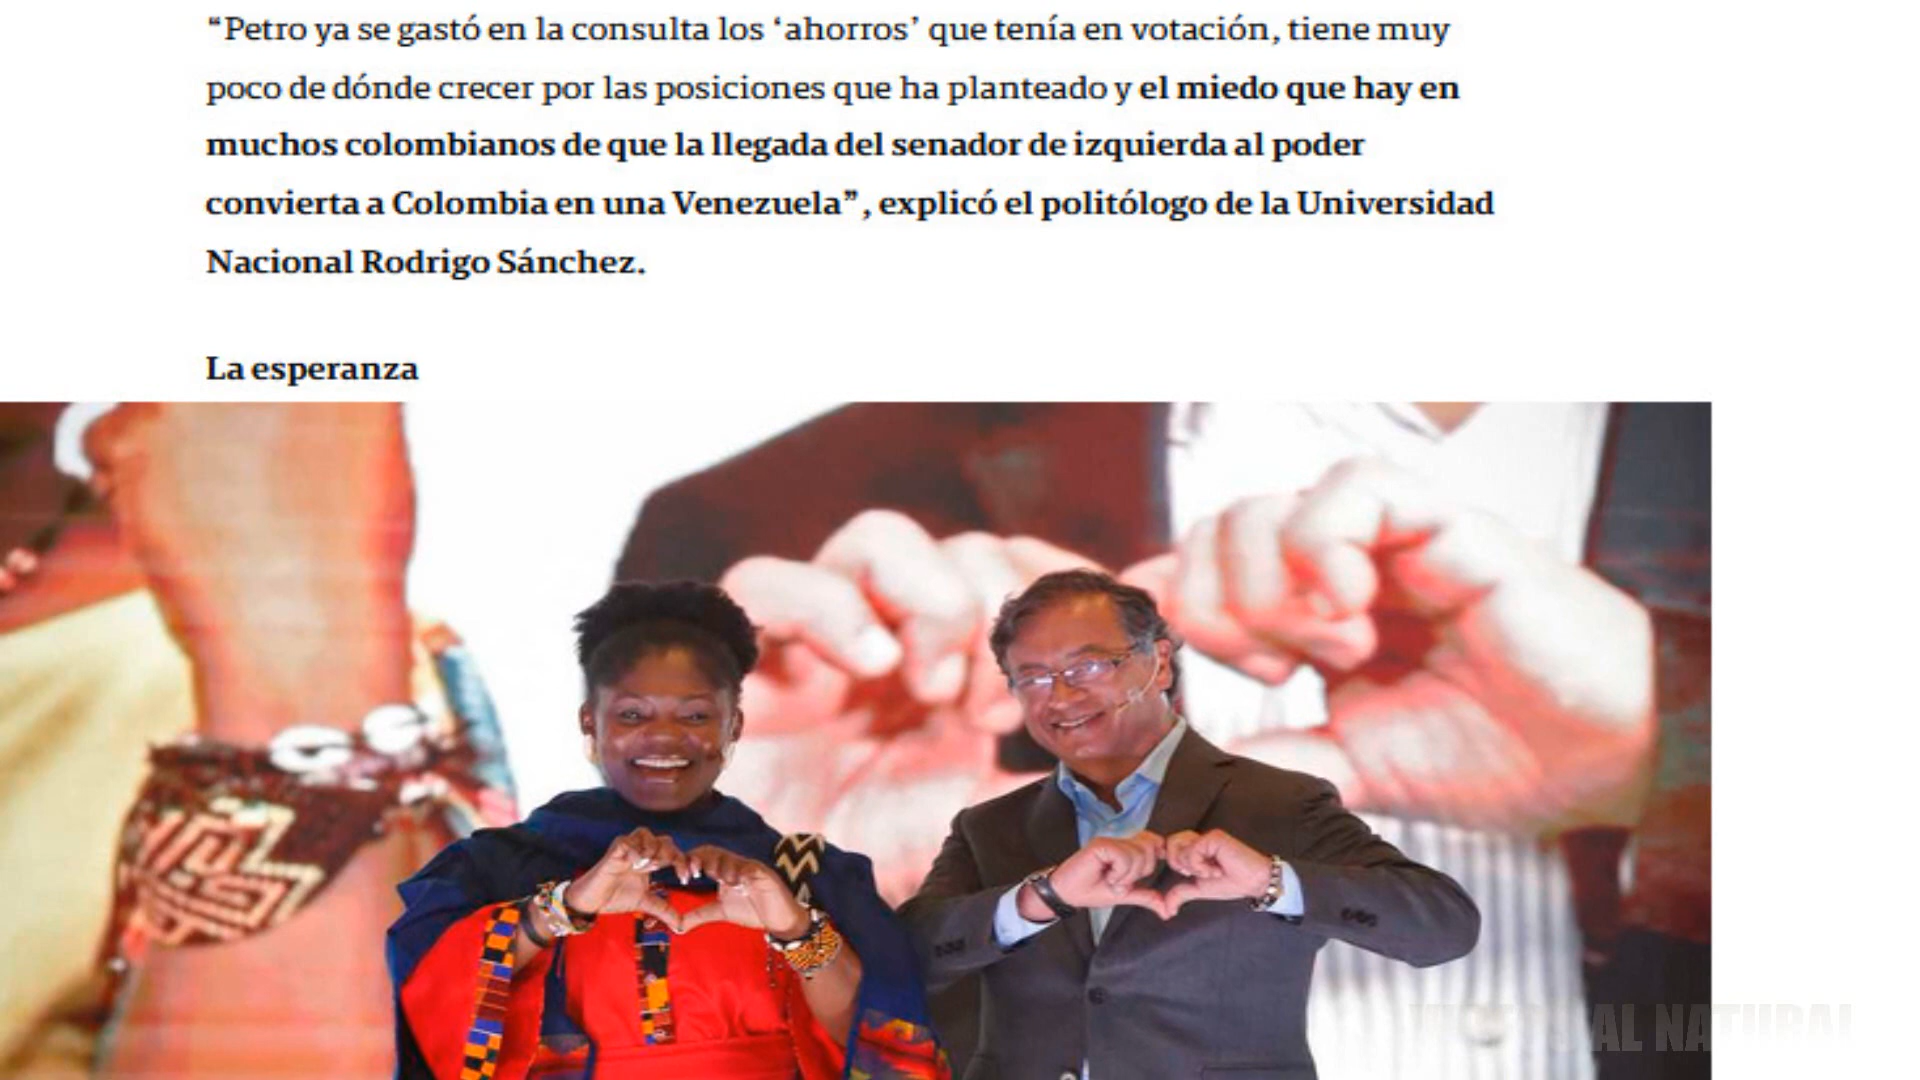 “Petro ya se gastó en la consulta los ‘ahorros’ que tenía en votación, tiene muy
poco de dónde crecer por las posiciones que ha planteado y el miedo que hay en
muchos colombianos de que la llegada del senador de izquierda al poder
convierta a Colombia en una Venezuela”, explicó el politólogo de la Universidad
Nacional Rodrigo Sánchez.
La esperanza
AL NATURAL